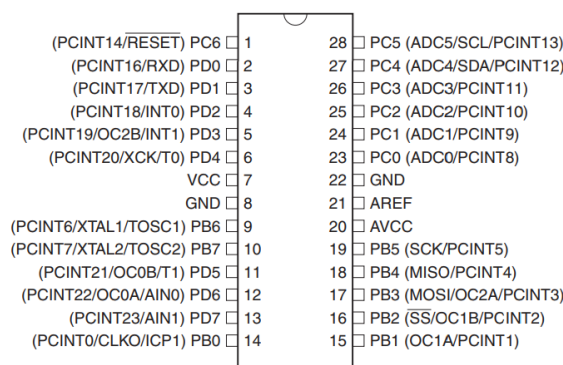 (PCINT14/RESET) PC6 1 28 PC5 (ADC5/SCL/PCINT13)
(PCINT16/RXD) PD0 2 27 PC4 (ADC4/SDA/PCINT12)
(PCINT17/TXD) PD1 3 26 PC3 (ADC3/PCINT11)
(PCINT18/INT0) PD2 4 25 PC2 (ADC2/PCINT10)
(PCINT19/OC2B/INT1) PD3 5 24 PC1 (ADC1/PCINT9)
(PCINT20/XCK/T0) PD4 6 23 PC0 (ADC0/PCINT8)
VCC 7 22 GND
GND 8 21 AREF
(PCINT6/XTAL1/TOSC1) PB6 9 20 AVCC
(PCINT7/XTAL2/TOSC2) PB7 10 19 PB5 (SCK/PCINT5)
(PCINT21/OC0B/T1) PD5 11 18 PB4 (MISO/PCINT4)
(PCINT22/OC0A/AIN0) PD6 12 17 PB3 (MOSI/OC2A/PCINT3)
(PCINT23/AIN1) PD7 13 16 PB2 (SS/OC1B/PCINT2)
(PCINT0/CLKO/ICP1) PB0 14 15 PB1 (OC1A/PCINT1)